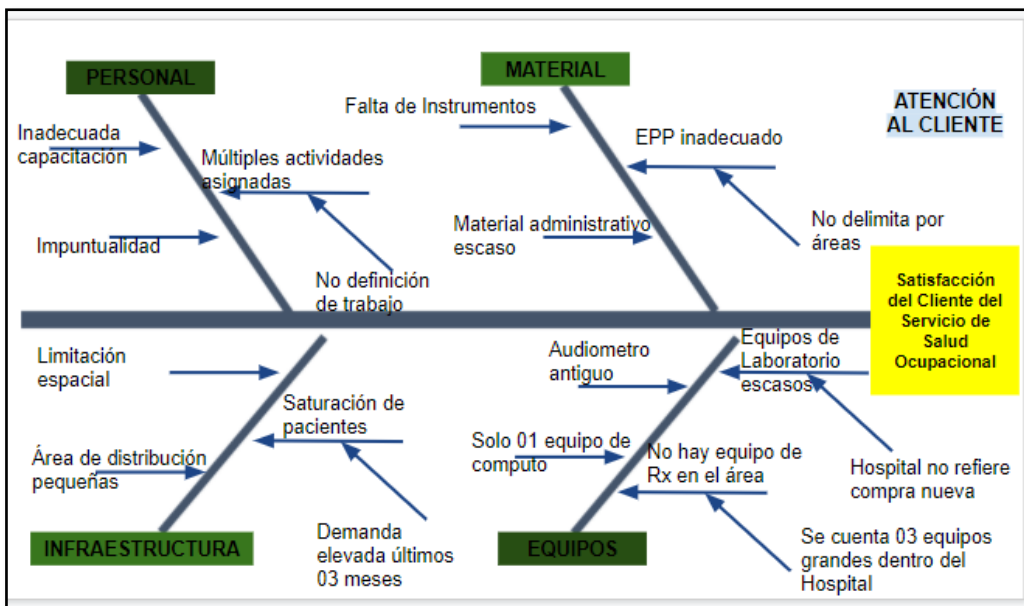 PERSONAL
MATERIAL
ATENCIÓN
AL CLIENTE
Inadecuada
capacitación
Múltiples actividades
asignadas
Impuntualidad
No definición
de trabajo
Falta de Instrumentos
EPP inadecuado
Material administrativo
escaso
No delimita por
áreas
Satisfacción
del Cliente del
Servicio de
Salud
Ocupacional
Limitación
espacial
Saturación de
pacientes
Área de distribución
pequeñas
Demanda
elevada últimos
03 meses
INFRAESTRUCTURA
Audiometro
antiguo
Equipos de
Laboratorio
escasos
Solo 01 equipo de
computo
No hay equipo de
Rx en el área
Hospital no refiere
compra nueva
Se cuenta 03 equipos
grandes dentro del
Hospital
EQUIPOS